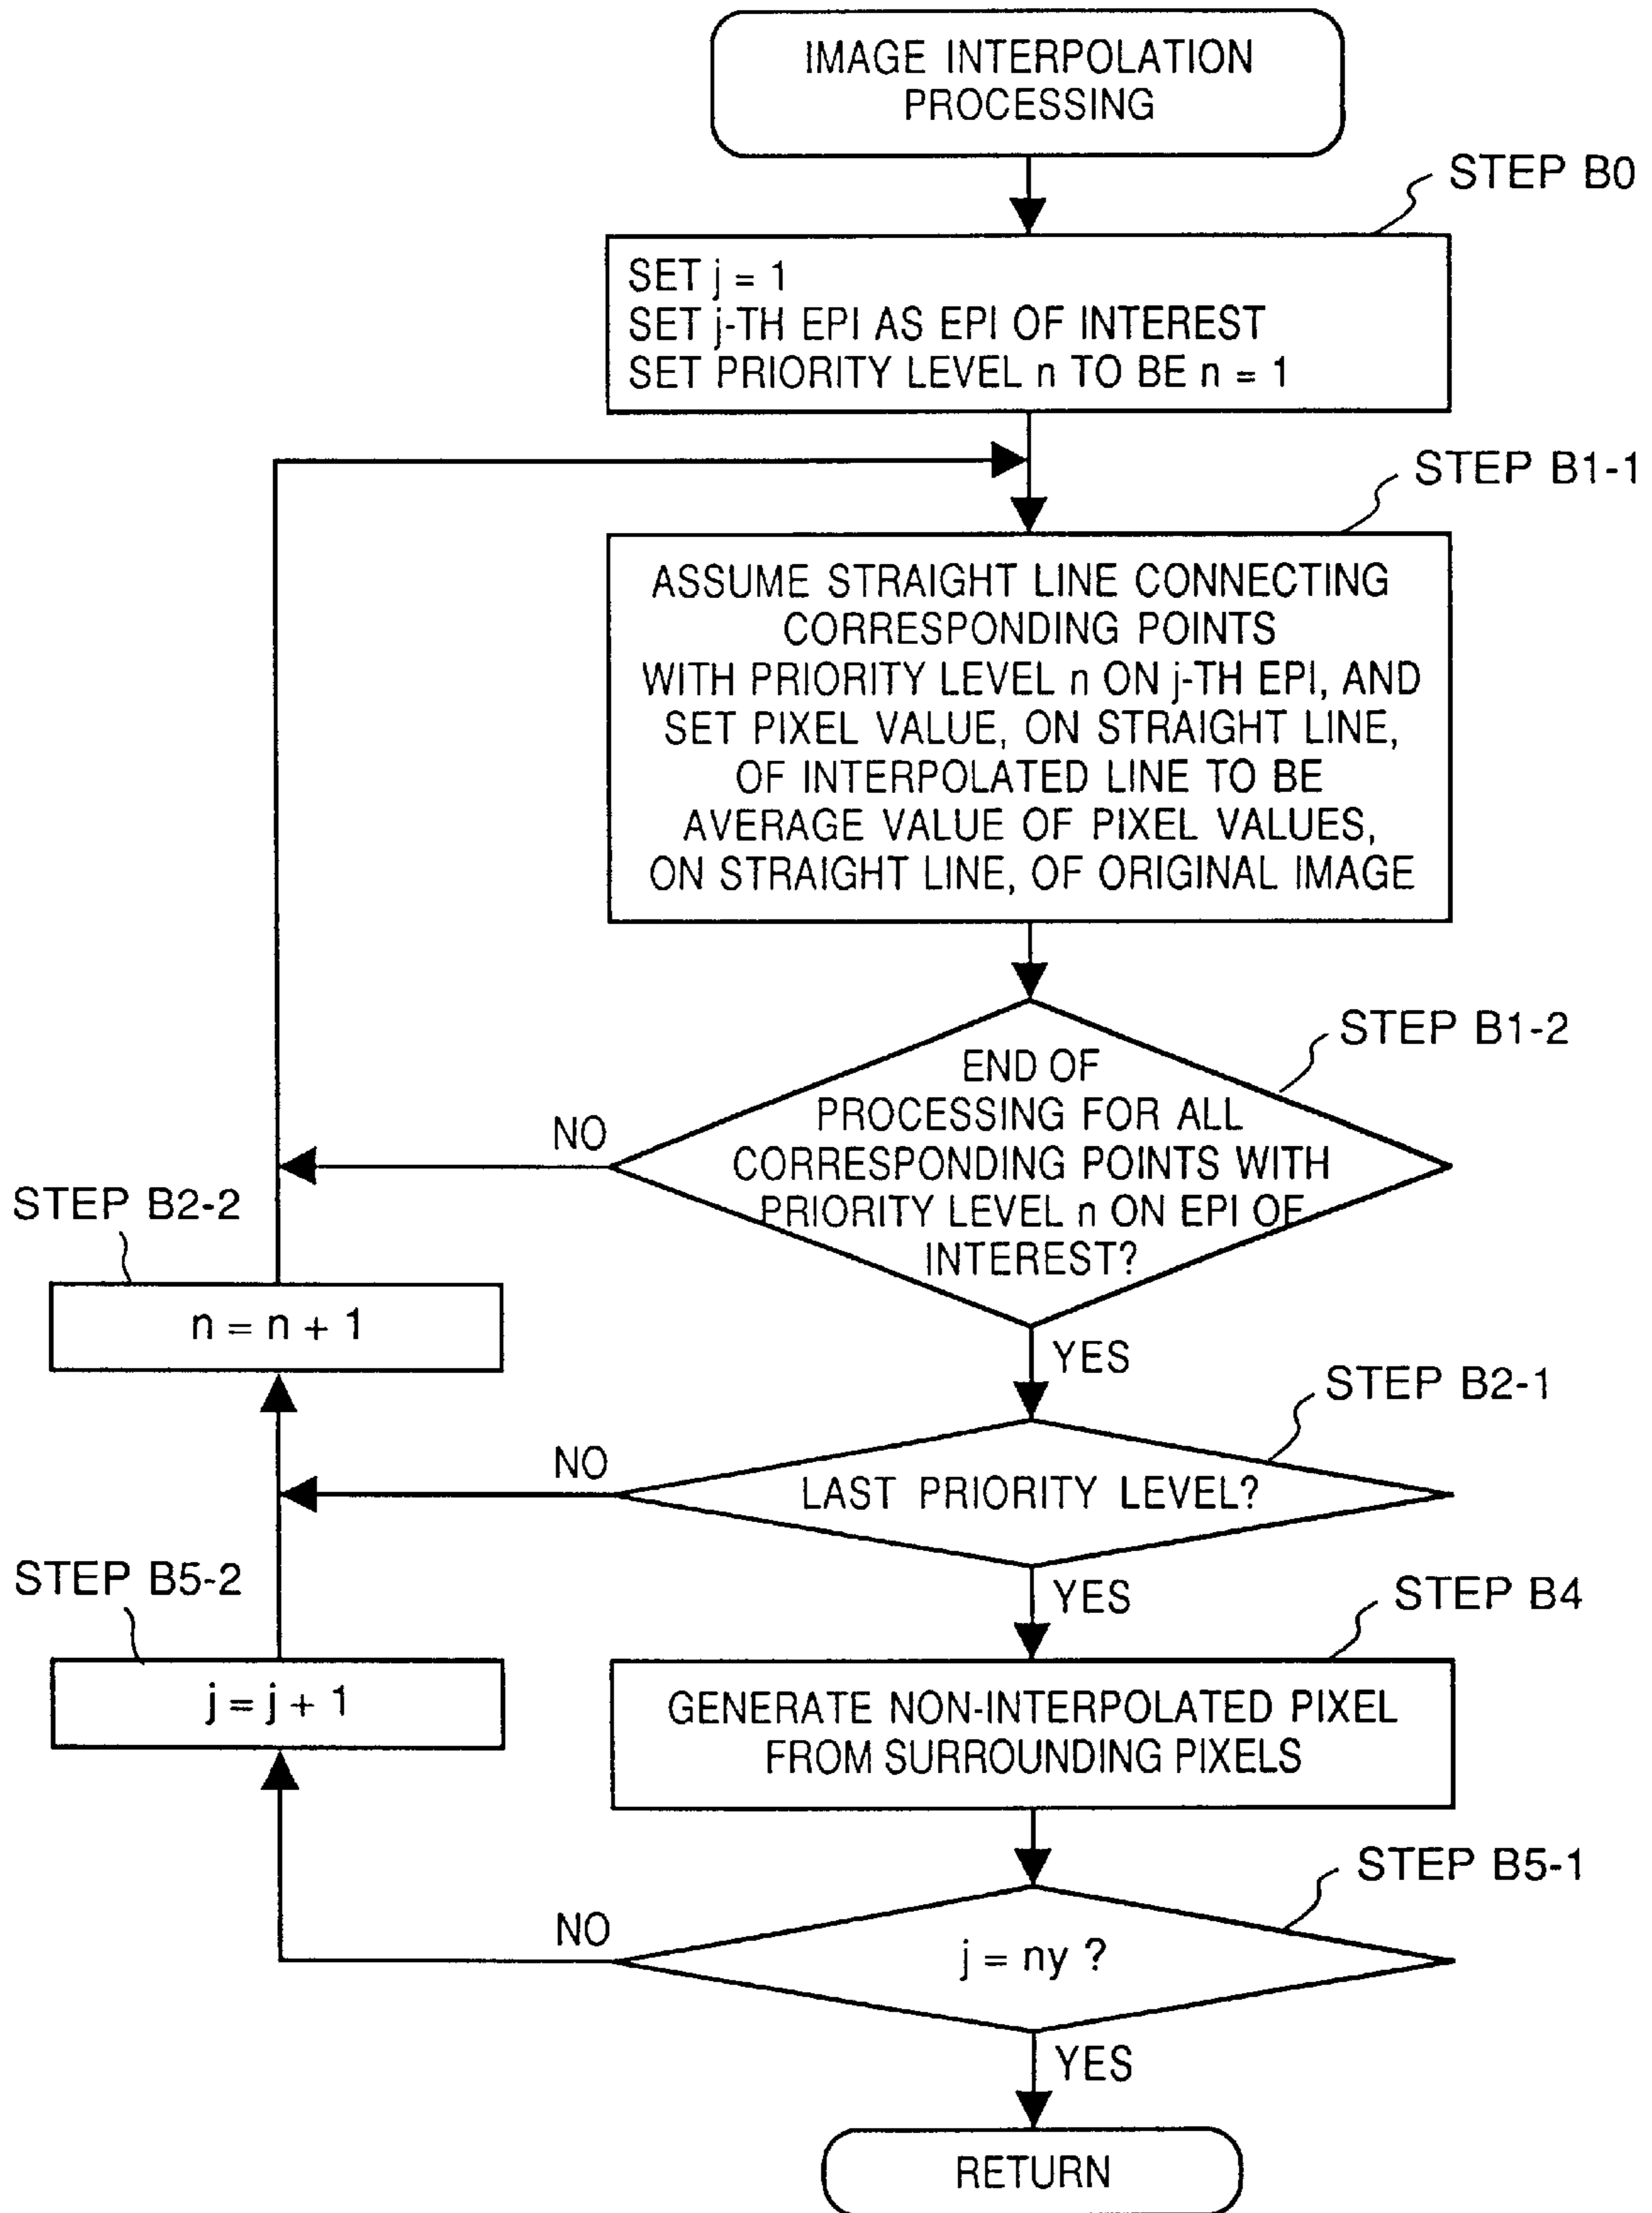 IMAGE INTERPOLATION
PROCESSING
STEP B0
SET j = 1
SET j-TH EPI AS EPI OF INTEREST
SET PRIORITY LEVEL n TO BE n = 1
STEP B1-1
ASSUME STRAIGHT LINE CONNECTING
CORRESPONDING POINTS
WITH PRIORITY LEVEL n ON j-TH EPI, AND
SET PIXEL VALUE, ON STRAIGHT LINE,
OF INTERPOLATED LINE TO BE
AVERAGE VALUE OF PIXEL VALUES,
ON STRAIGHT LINE, OF ORIGINAL IMAGE
STEP B1-2
END OF
PROCESSING FOR ALL
CORRESPONDING POINTS WITH
PRIORITY LEVEL n ON EPI OF
INTEREST?
NO
STEP B2-2
n = n + 1
YES
STEP B2-1
LAST PRIORITY LEVEL?
NO
STEP B5-2
j = j + 1
YES
STEP B4
GENERATE NON-INTERPOLATED PIXEL
FROM SURROUNDING PIXELS
STEP B5-1
NO
j = ny ?
YES
RETURN